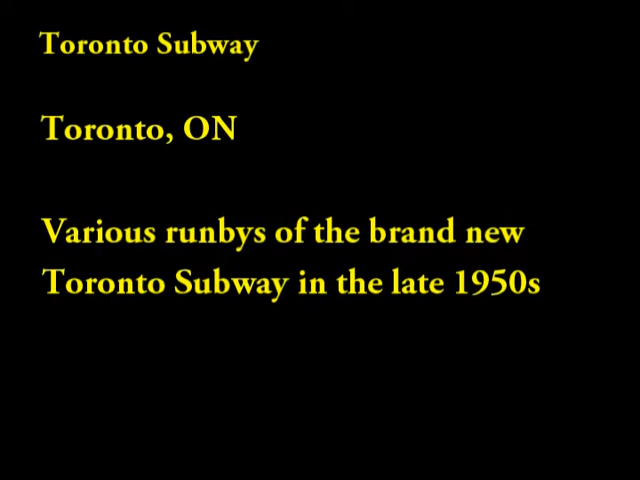 Toronto Subway
Toronto, ON
Various runbys of the brand new
Toronto Subway in the late 1950s